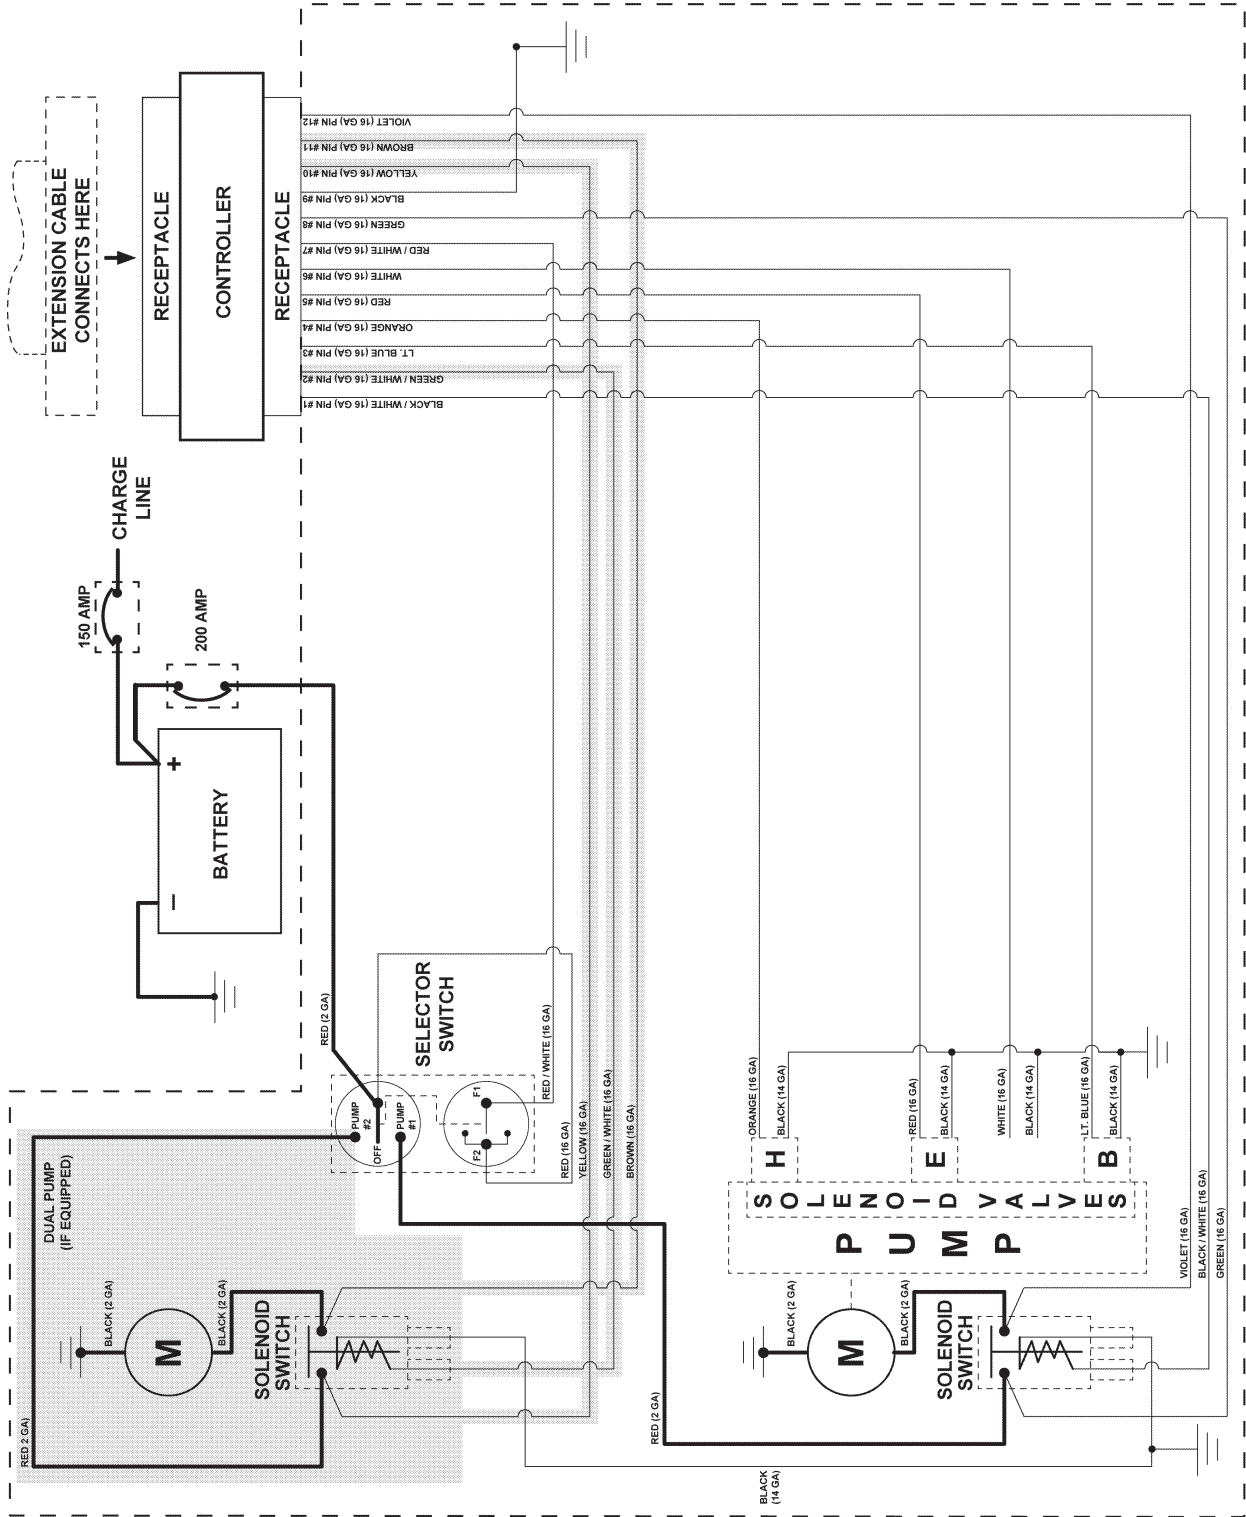 EXTENSION CABLE
CONNECTS HERE
RECEPTACLE
CONTROLLER
RECEPTACLE
VIOLET (16 GA) PIN #12
BROWN (16 GA) PIN #11
YELLOW (16 GA) PIN #10
BLACK (16 GA) PIN #9
GREEN (16 GA) PIN #8
RED / WHITE (16 GA) PIN #7
WHITE (16 GA) PIN #6
RED (16 GA) PIN #5
ORANGE (16 GA) PIN #4
LT. BLUE (16 GA) PIN #3
GREEN / WHITE (16 GA) PIN #2
BLACK / WHITE (16 GA) PIN #1
CHARGE
LINE
150 AMP
200 AMP
+
BATTERY
–
RED (2 GA)
SELECTOR
SWITCH
PUMP
#2
OFF
PUMP
#1
F1
F2
RED / WHITE (16 GA)
RED (16 GA)
YELLOW (16 GA)
GREEN / WHITE (16 GA)
BROWN (16 GA)
DUAL PUMP
(IF EQUIPPED)
BLACK (2 GA)
M
BLACK (2 GA)
SOLENOID
SWITCH
RED 2 GA)
RED (2 GA)
ORANGE (16 GA)
BLACK (14 GA)
RED (16 GA)
BLACK (14 GA)
WHITE (16 GA)
BLACK (14 GA)
LT. BLUE (16 GA)
BLACK (14 GA)
H
E
B
SOLENOID VALVES
PUMP
BLACK (2 GA)
M
BLACK (2 GA)
SOLENOID
SWITCH
VIOLET (16 GA)
BLACK / WHITE (16 GA)
GREEN (16 GA)
BLACK
(14 GA)